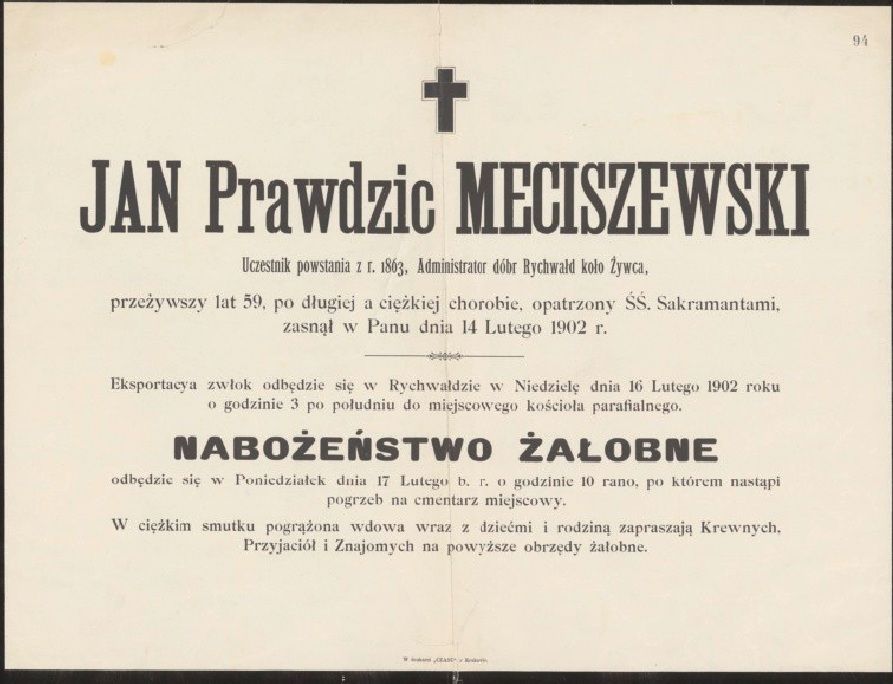 94
JAN Prawdzic MECISZEWSKI
Uczestnik powstania z r. 1863, Administrator dóbr Rychwałd koło Żywca,
przeżywszy lat 59, po długiej a ciężkiej chorobie, opatrzony ŚŚ. Sakramantami,
zasnął w Panu dnia 14 Lutego 1902 r.
Eksportacya zwłok odbędzie się w Rychwałdzie w Niedzielę dnia 16 Lutego 1902 roku
o godzinie 3 po południu do miejscowego kościoła parafialnego.
NABOŻEŃSTWO ŻAŁOBNE
odbędzie się w Poniedziałek dnia 17 Lutego b. r. o godzinie 10 rano, po którem nastąpi
pogrzeb na cmentarz miejscowy.
W ciężkim smutku pogrążona wdowa wraz z dziećmi i rodziną zapraszają Krewnych,
Przyjaciół i Znajomych na powyższe obrzędy żałobne.
W drukarni „CZASU" w Krakowie.